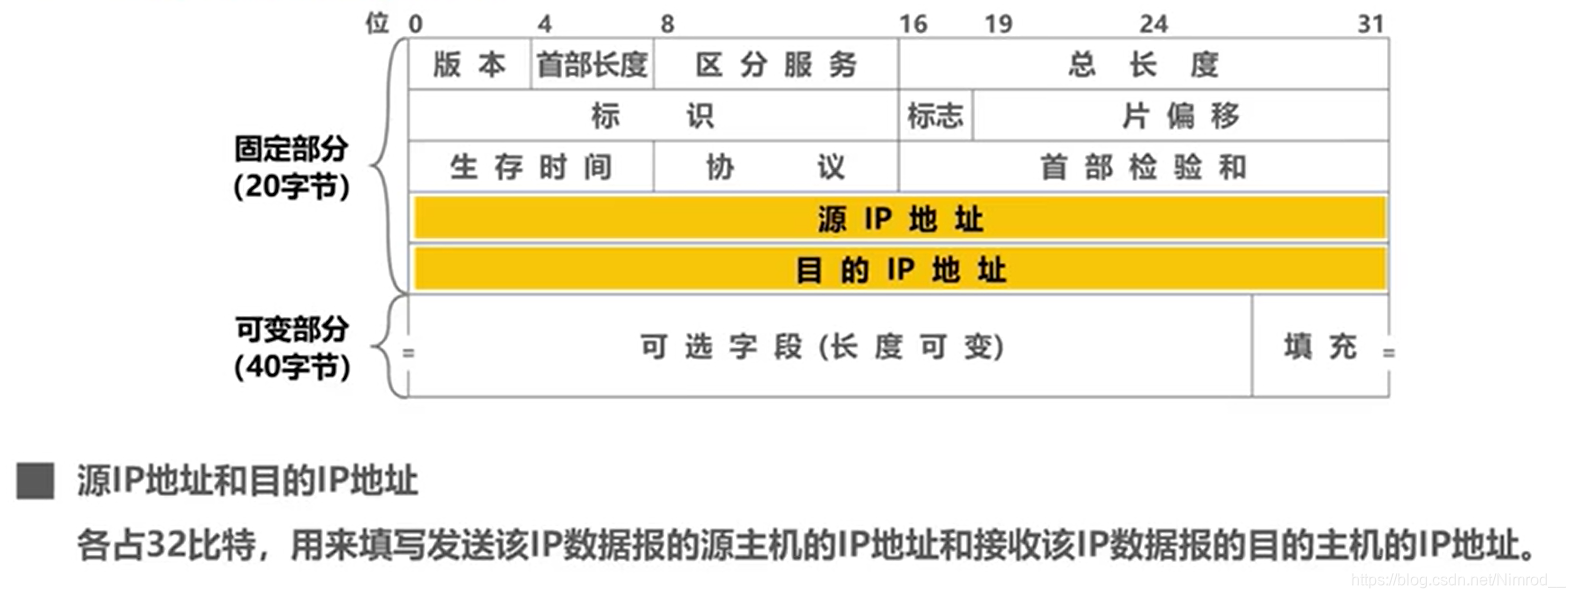 位 0 4 8 16 19 24 31
版本 首部长度 区分服务 总长度
标识 标志 片偏移
固定部分
(20字节)
生存时间 协议 首部检验和
源IP地址
目的IP地址
可变部分
(40字节)
= 可选字段(长度可变) 填充 =
源IP地址和目的IP地址
各占32比特，用来填写发送该IP数据报的源主机的IP地址和接收该IP数据报的目的主机的IP地址。
https://blog.csdn.net/Nimrod__